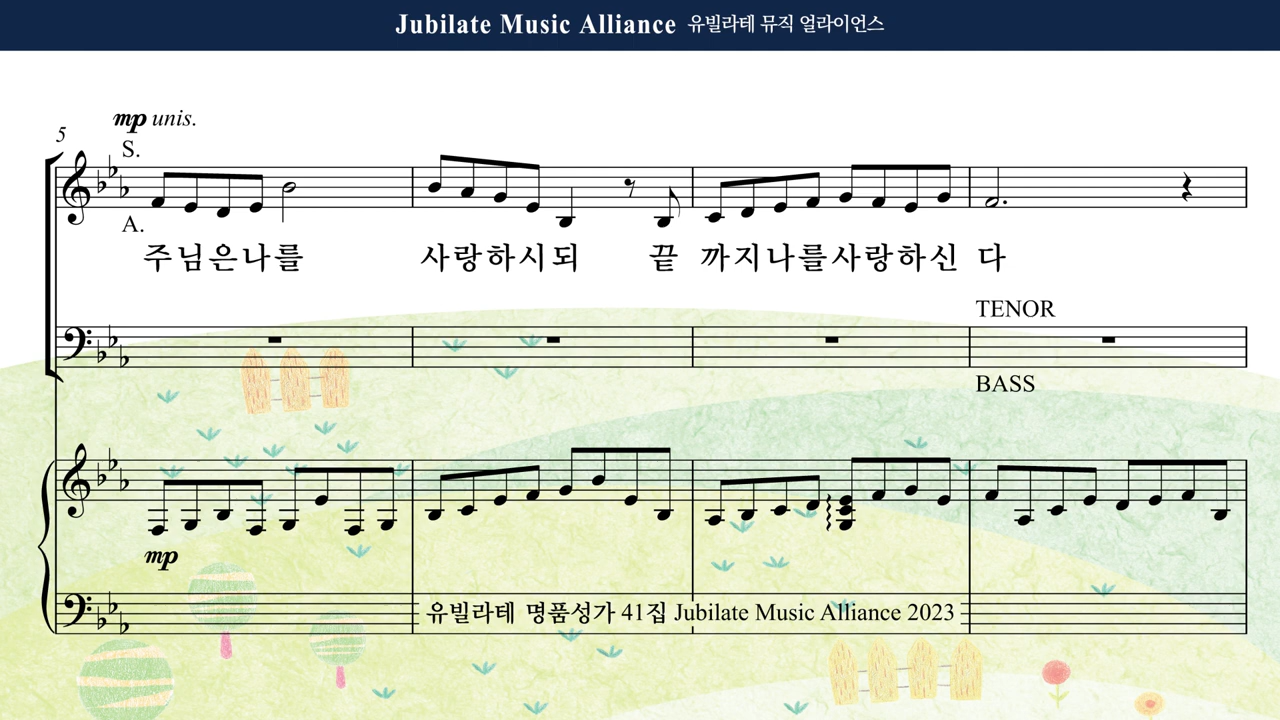 Jubilate Music Alliance 유빌라테 뮤직 얼라이언스
mp unis.
5
S.
A.
주님은나를 사랑하시되 끝 까지나를사랑하신 다
TENOR
BASS
mp
유빌라테 명품성가 41집 Jubilate Music Alliance 2023